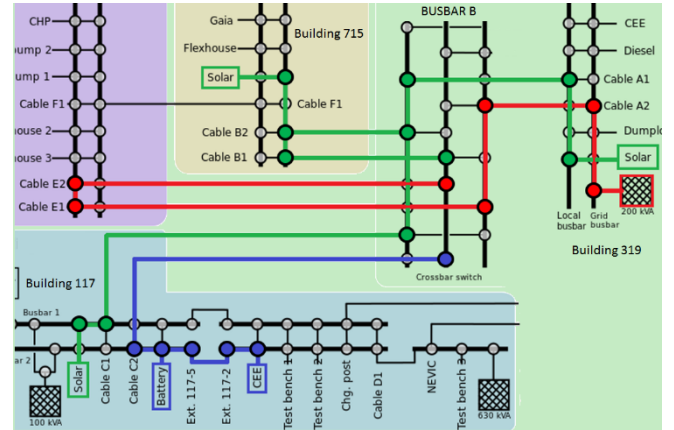 BUSBAR B
CHP
Gaia
Building 715
CEE
ump 2
Flexhouse
Diesel
ump 1
Solar
Cable A1
Cable F1
Cable F1
Cable A2
ouse 2
Cable B2
Dumplo
ouse 3
Cable B1
Solar
Cable E2
Cable E1
200 kVA
Local
busbar
Grid
busbar
Building 319
Crossbar switch
Building 117
Busbar 1
ar 2
Solar
Cable C1
Cable C2
Battery
Ext. 117-5
Ext. 117-2
CEE
Test bench 1
Test bench 2
Chg. post
Cable D1
NEVIC
Test bench 3
100 kVA
630 kVA